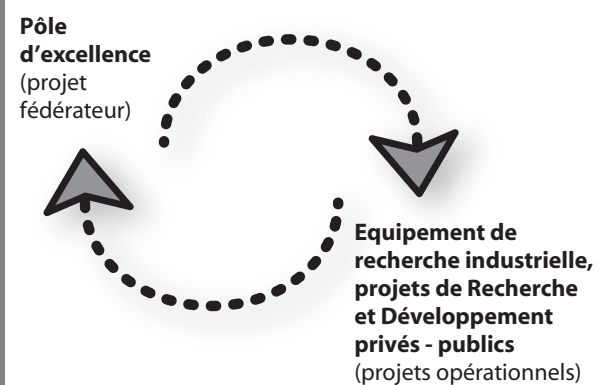 Pôle
d’excellence
(projet
fédérateur)
Equipement de
recherche industrielle,
projets de Recherche
et Développement
privés - publics
(projets opérationnels)